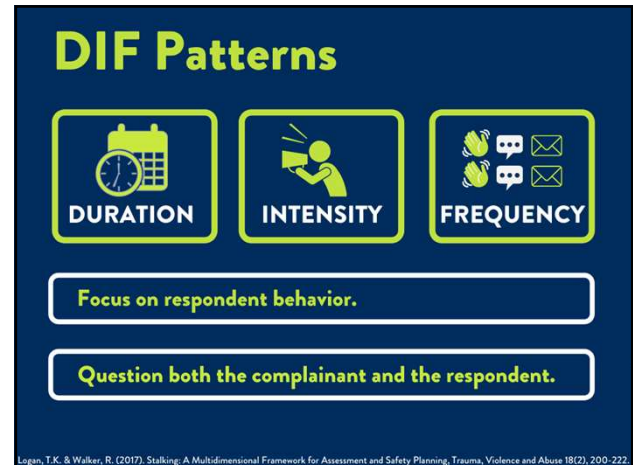 DIF Patterns
DURATION
INTENSITY
FREQUENCY
Focus on respondent behavior.
Question both the complainant and the respondent.
Logan, T.K. & Walker, R. (2017). Stalking: A Multidimensional Framework for Assessment and Safety Planning, Trauma, Violence and Abuse 18(2), 200-222.